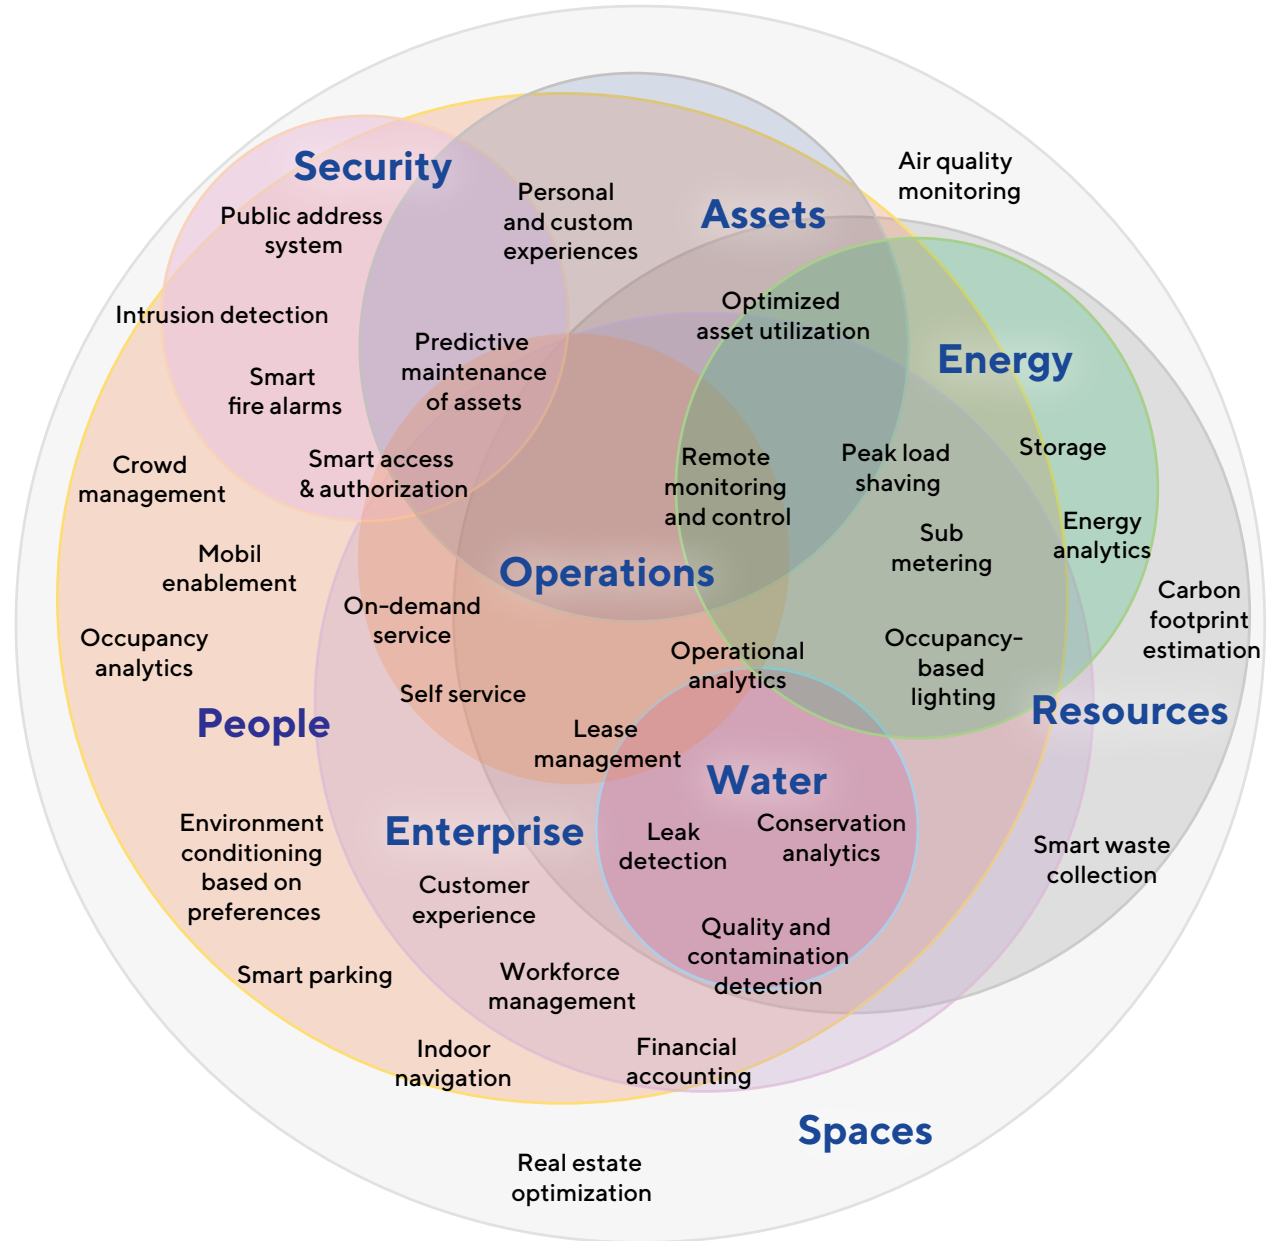 Air quality
monitoring
Security
Personal
and custom
experiences
Assets
Public address
system
Intrusion detection
Optimized
asset utilization
Predictive
maintenance
of assets
Energy
Smart
fire alarms
Crowd
management
Smart access
& authorization
Remote
monitoring
and control
Peak load
shaving
Storage
Energy
analytics
Sub
metering
Mobil
enablement
Operations
On-demand
service
Carbon
footprint
estimation
Occupancy
analytics
Operational
analytics
Occupancy-
based
lighting
Self service
People
Resources
Lease
management
Water
Environment
conditioning
based on
preferences
Enterprise
Leak
detection
Conservation
analytics
Smart waste
collection
Customer
experience
Quality and
contamination
detection
Smart parking
Workforce
management
Indoor
navigation
Financial
accounting
Spaces
Real estate
optimization